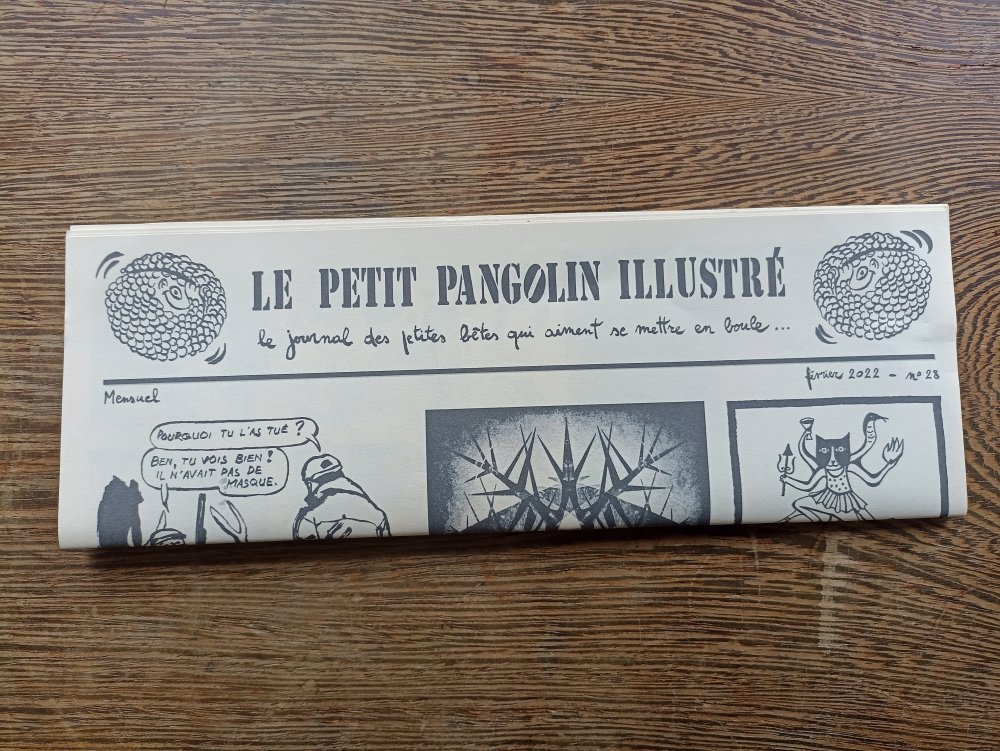 LE PETIT PANGOLIN ILLUSTRÉ
le journal des petites bêtes qui aiment se mettre en boule ...
Mensuel
février 2022 - n° 28
POURQUOI TU L'AS TUÉ ?
BEN, TU VOIS BIEN !
IL N'AVAIT PAS DE
MASQUE.